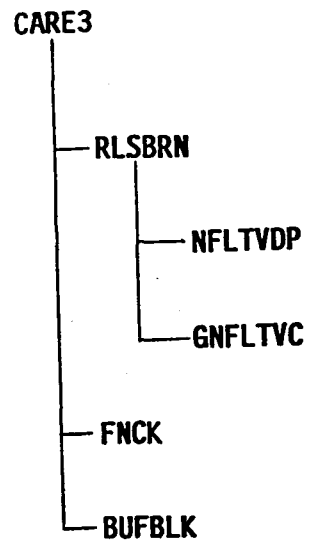 CARE3
RLSBRN
NFLTVDP
GNFLTVC
FNCK
BUFBLK